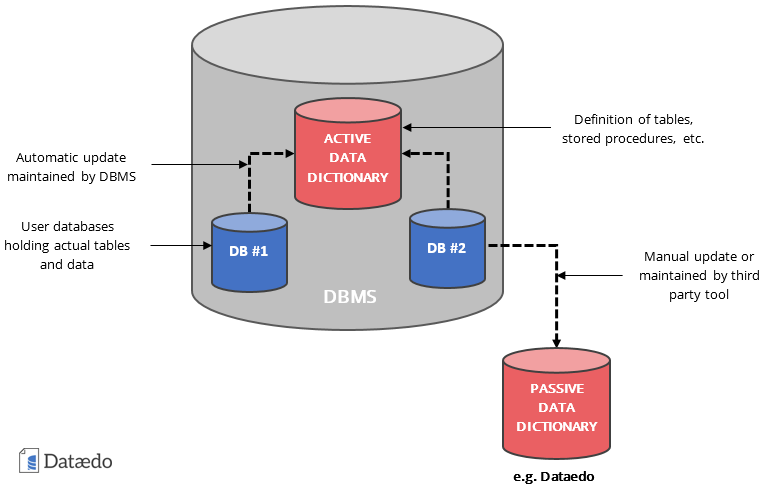 ACTIVE
DATA
DICTIONARY
Definition of tables,
stored procedures, etc.
Automatic update
maintained by DBMS
User databases
holding actual tables
and data
DB #1
DB #2
DBMS
Manual update or
maintained by third
party tool
PASSIVE
DATA
DICTIONARY
e.g. Dataedo
Datædo